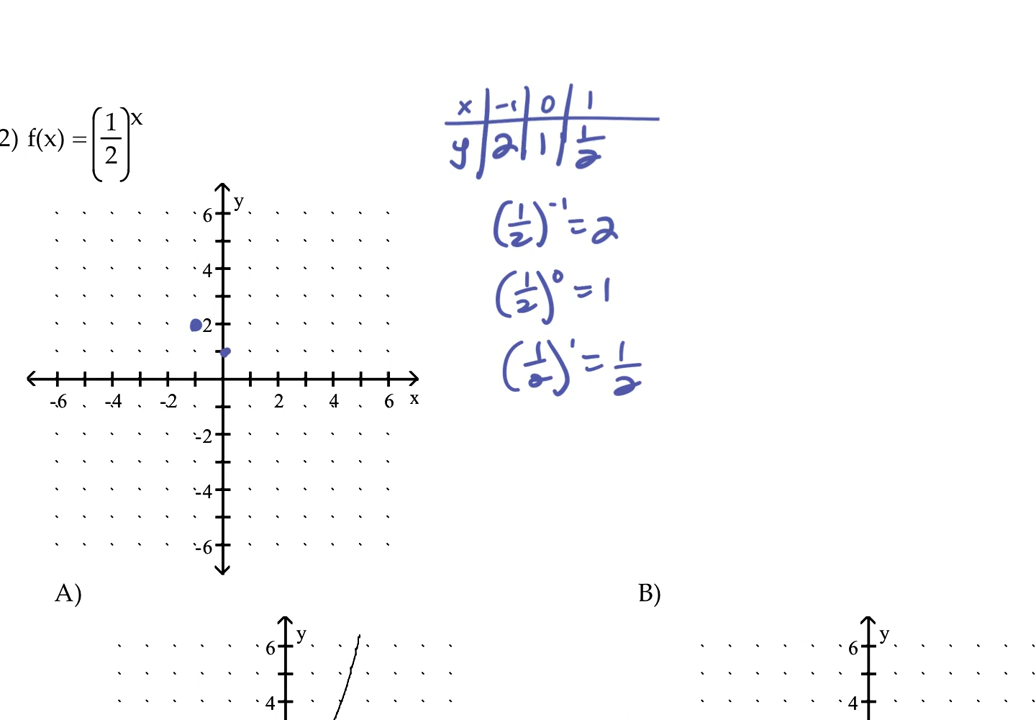 x | -1 | 0 | 1
y | 2 | 1 | 1/2
2) f(x) = (1/2)^x
(1/2)^-1 = 2
(1/2)^0 = 1
(1/2)^1 = 1/2
y
6
4
2
-6 -4 -2 2 4 6 x
-2
-4
-6
A) B)
y y
6 6
4 4